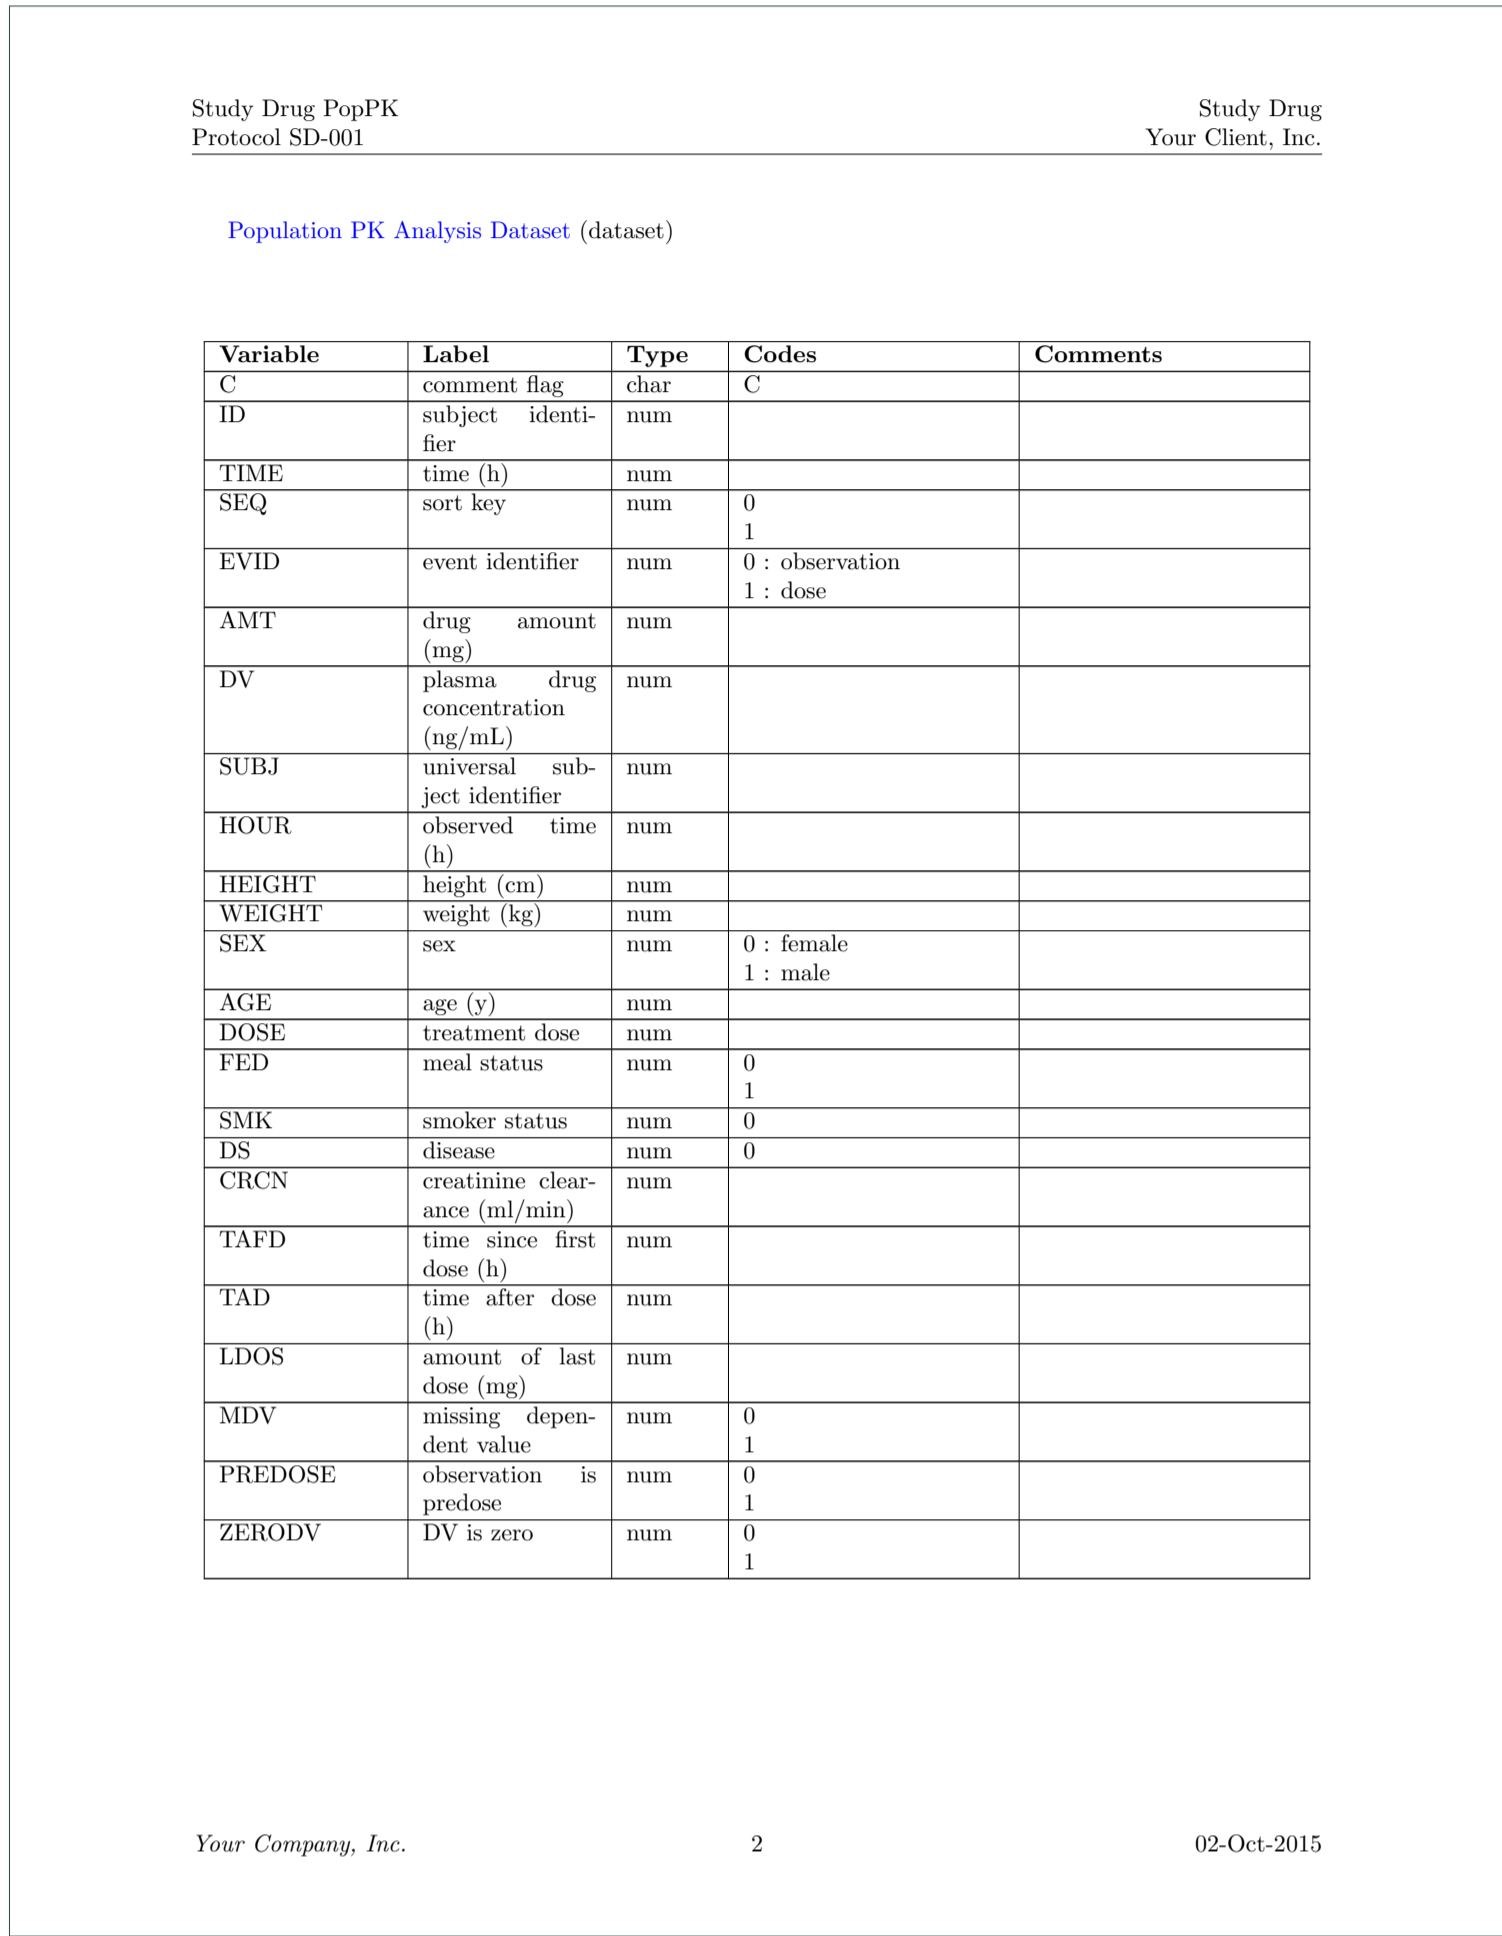 Study Drug PopPK Study Drug
Protocol SD-001 Your Client, Inc.
Population PK Analysis Dataset (dataset)
Variable Label Type Codes Comments
C comment flag char C
ID subject identi- num
fier
TIME time (h) num
SEQ sort key num 0
1
EVID event identifier num 0 : observation
1 : dose
AMT drug amount num
(mg)
DV plasma drug num
concentration
(ng/mL)
SUBJ universal sub- num
ject identifier
HOUR observed time num
(h)
HEIGHT height (cm) num
WEIGHT weight (kg) num
SEX sex num 0 : female
1 : male
AGE age (y) num
DOSE treatment dose num
FED meal status num 0
1
SMK smoker status num 0
DS disease num 0
CRCN creatinine clear- num
ance (ml/min)
TAFD time since first num
dose (h)
TAD time after dose num
(h)
LDOS amount of last num
dose (mg)
MDV missing depen- num 0
dent value 1
PREDOSE observation is num 0
predose 1
ZERODV DV is zero num 0
1
Your Company, Inc. 2 02-Oct-2015